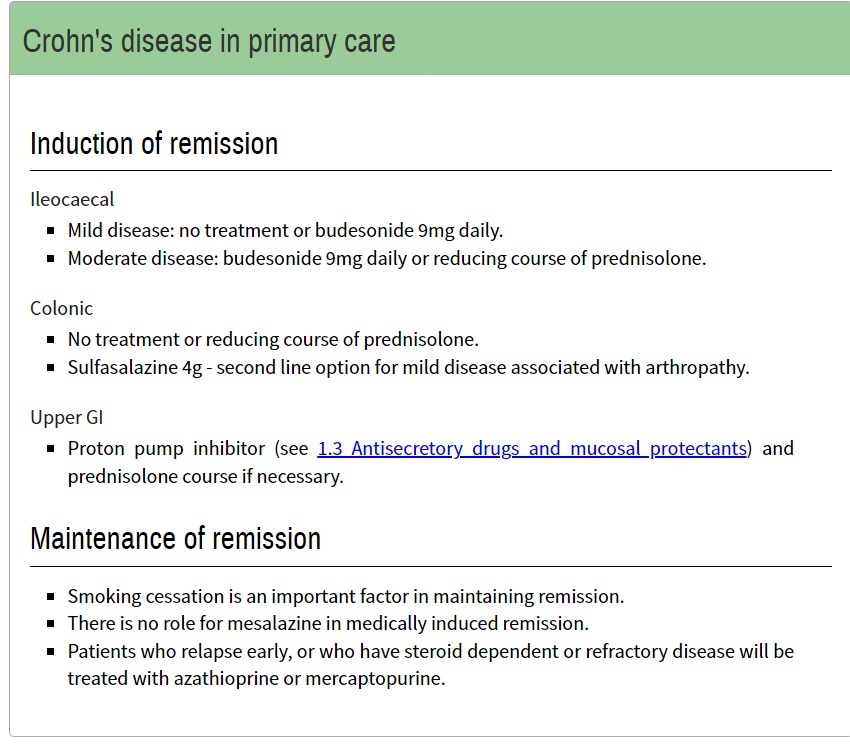 Crohn's disease in primary care
Induction of remission
Ileocaecal
Mild disease: no treatment or budesonide 9mg daily.
Moderate disease: budesonide 9mg daily or reducing course of prednisolone.
Colonic
No treatment or reducing course of prednisolone.
Sulfasalazine 4g - second line option for mild disease associated with arthropathy.
Upper GI
Proton pump inhibitor (see 1.3 Antisecretory drugs and mucosal protectants) and
prednisolone course if necessary.
Maintenance of remission
Smoking cessation is an important factor in maintaining remission.
There is no role for mesalazine in medically induced remission.
Patients who relapse early, or who have steroid dependent or refractory disease will be
treated with azathioprine or mercaptopurine.